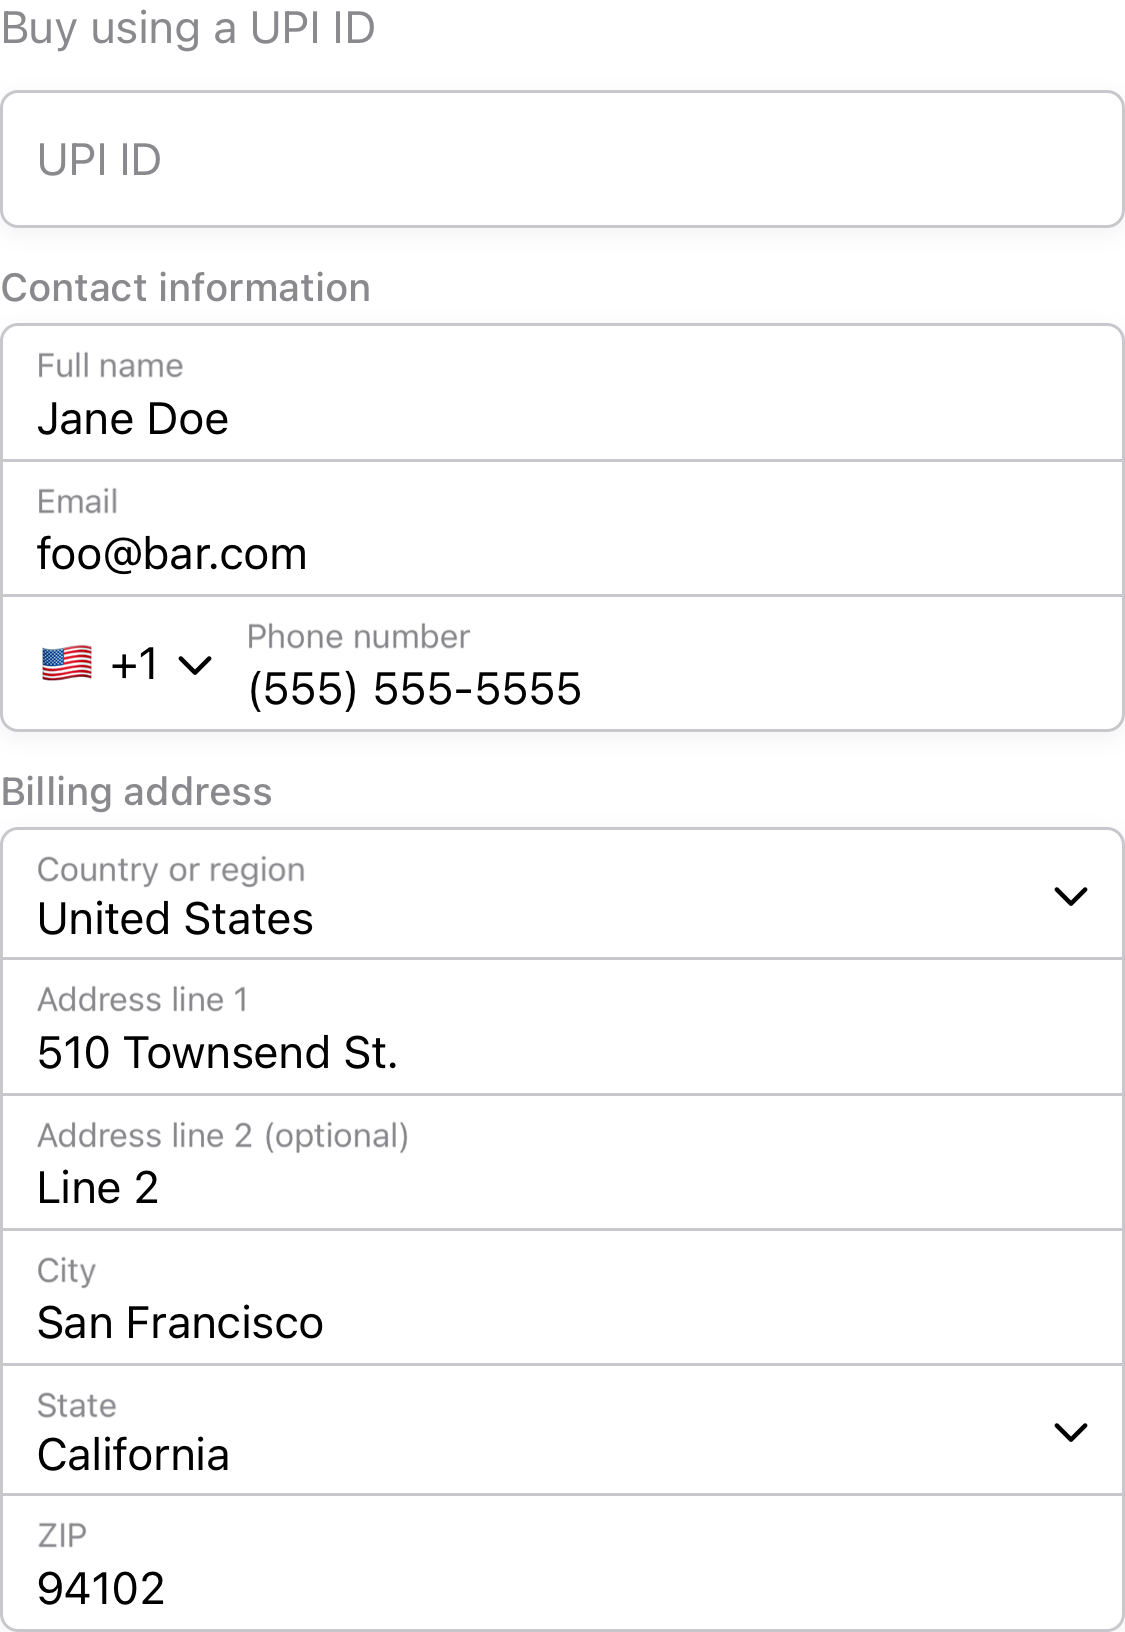 Buy using a UPI ID
UPI ID
Contact information
Full name
Jane Doe
Email
foo@bar.com
Phone number
+1 (555) 555-5555
Billing address
Country or region
United States
Address line 1
510 Townsend St.
Address line 2 (optional)
Line 2
City
San Francisco
State
California
ZIP
94102